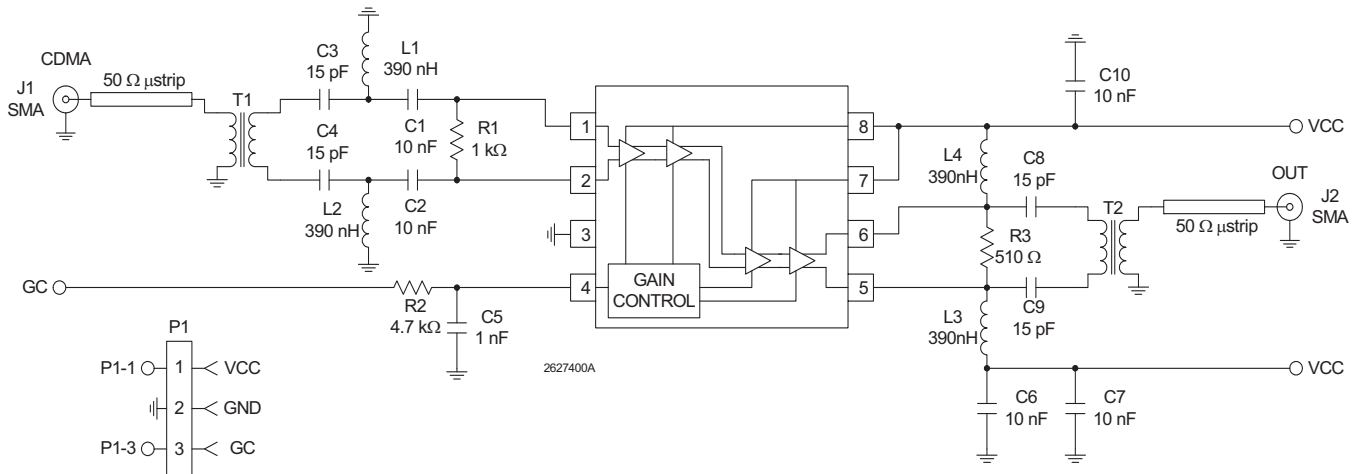 CDMA
J1
SMA
50 Ω μstrip
T1
C3
15 pF
L1
390 nH
C4
15 pF
C1
10 nF
R1
1 kΩ
L2
390 nH
C2
10 nF
1
2
3
4
GAIN
CONTROL
8
7
6
5
C10
10 nF
VCC
L4
390nH
C8
15 pF
T2
OUT
J2
SMA
50 Ω μstrip
R3
510 Ω
C9
15 pF
L3
390nH
VCC
C6
10 nF
C7
10 nF
GC
R2
4.7 kΩ
C5
1 nF
2627400A
P1
P1-1
1
VCC
2
GND
P1-3
3
GC